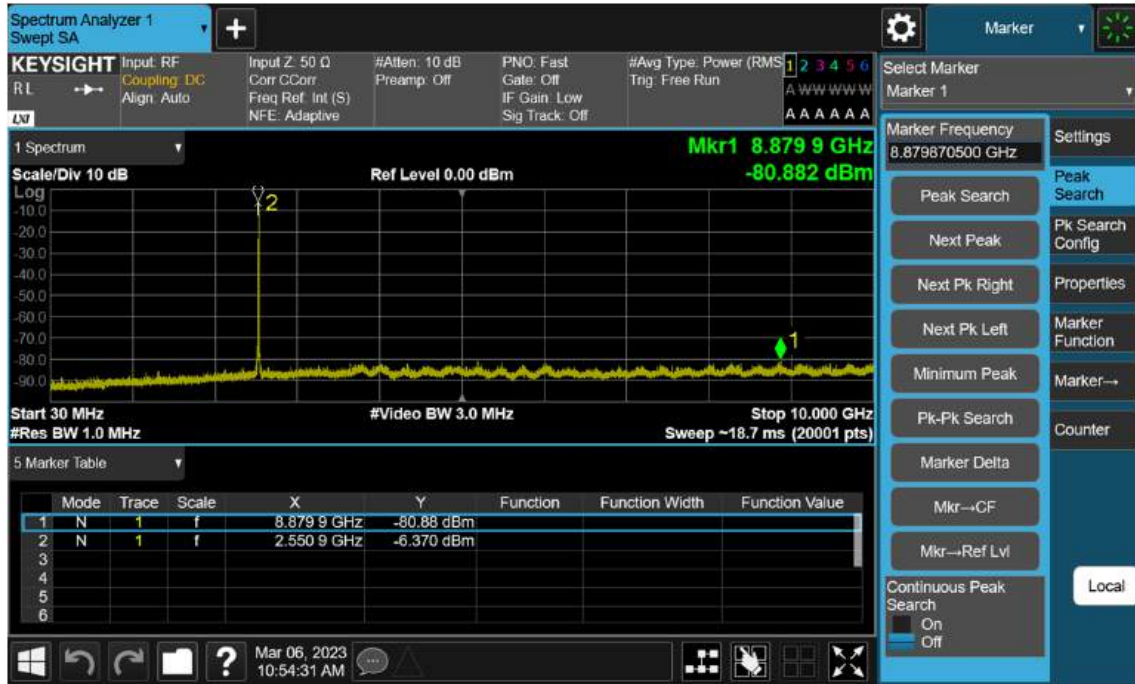 Spectrum Analyzer 1
Swept SA
Marker
KEYSIGHT
RL
LXI
Input: RF
Coupling: DC
Align: Auto
Input Z: 50 Ω
Corr CCorr
Freq Ref: Int (S)
NFE: Adaptive
#Atten: 10 dB
Preamp: Off
PNO: Fast
Gate: Off
IF Gain: Low
Sig Track: Off
#Avg Type: Power (RMS
Trig: Free Run
1 2 3 4 5 6
A W W W W W
A A A A A A
Select Marker
Marker 1
1 Spectrum
Mkr1 8.879 9 GHz
-80.882 dBm
Scale/Div 10 dB
Ref Level 0.00 dBm
Log
-10.0
-20.0
-30.0
-40.0
-50.0
-60.0
-70.0
-80.0
-90.0
2
1
Start 30 MHz
#Video BW 3.0 MHz
Stop 10.000 GHz
#Res BW 1.0 MHz
Sweep ~18.7 ms (20001 pts)
5 Marker Table
Mode Trace Scale X Y Function Function Width Function Value
1 N 1 f 8.879 9 GHz -80.88 dBm
2 N 1 f 2.550 9 GHz -6.370 dBm
3
4
5
6
Marker Frequency
8.879870500 GHz
Peak Search
Next Peak
Next Pk Right
Next Pk Left
Minimum Peak
Pk-Pk Search
Marker Delta
Mkr→CF
Mkr→Ref Lvl
Continuous Peak
Search
On
Off
Settings
Peak
Search
Pk Search
Config
Properties
Marker
Function
Marker→
Counter
Local
?
Mar 06, 2023
10:54:31 AM